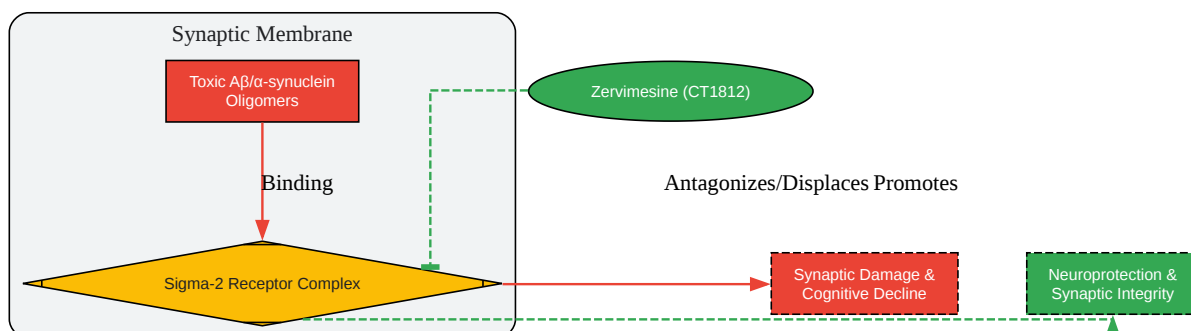 Synaptic Membrane
Toxic Aβ/α-synuclein
Oligomers
Zervimesine (CT1812)
Binding
Antagonizes/Displaces Promotes
Sigma-2 Receptor Complex
Synaptic Damage &
Cognitive Decline
Neuroprotection &
Synaptic Integrity